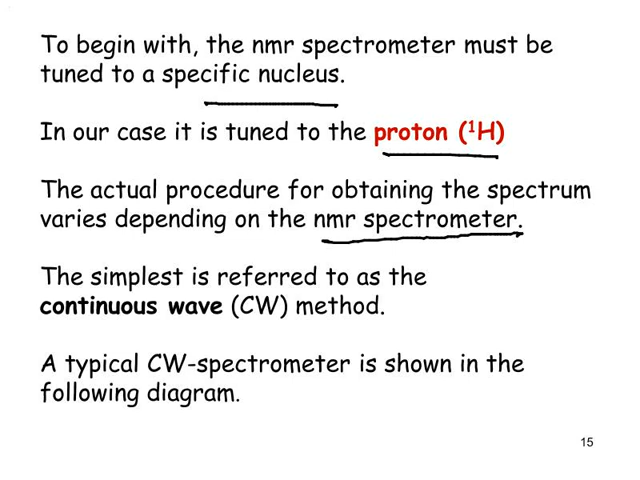 To begin with, the nmr spectrometer must be
tuned to a specific nucleus.
In our case it is tuned to the proton (¹H)
The actual procedure for obtaining the spectrum
varies depending on the nmr spectrometer.
The simplest is referred to as the
continuous wave (CW) method.
A typical CW-spectrometer is shown in the
following diagram.
15